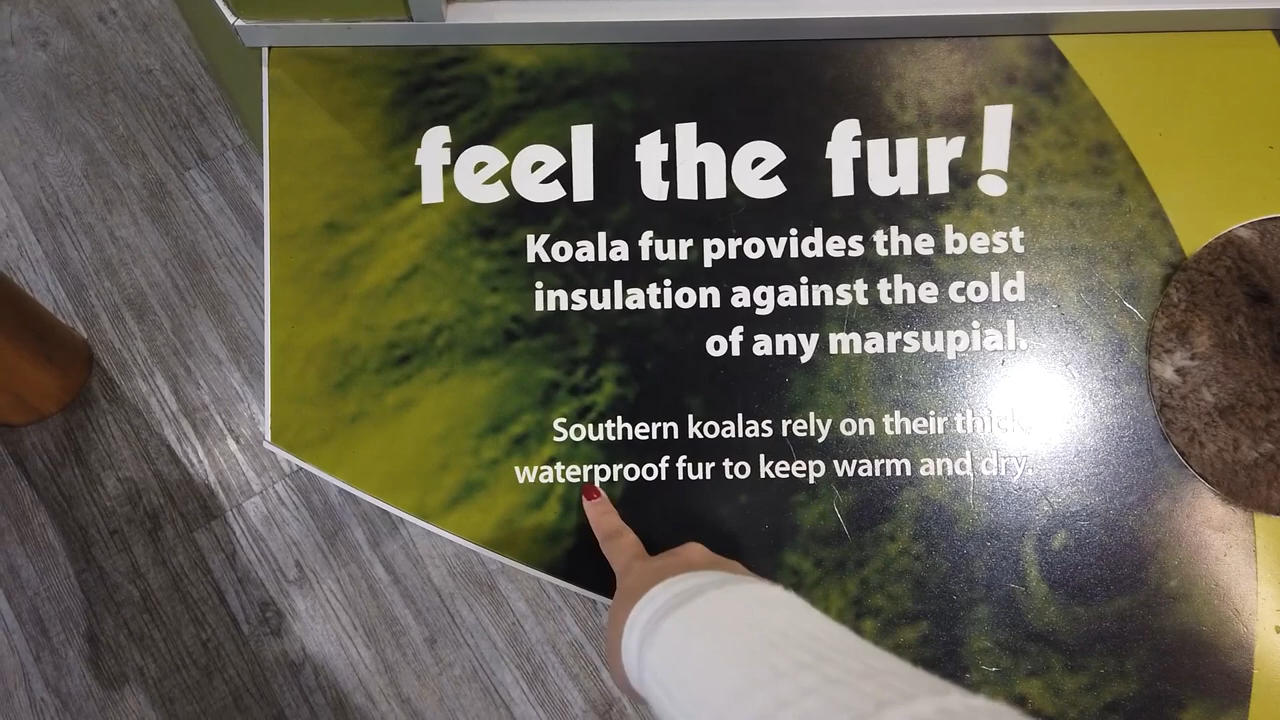 feel the fur!
Koala fur provides the best
insulation against the cold
of any marsupial.
Southern koalas rely on their thick,
waterproof fur to keep warm and dry.